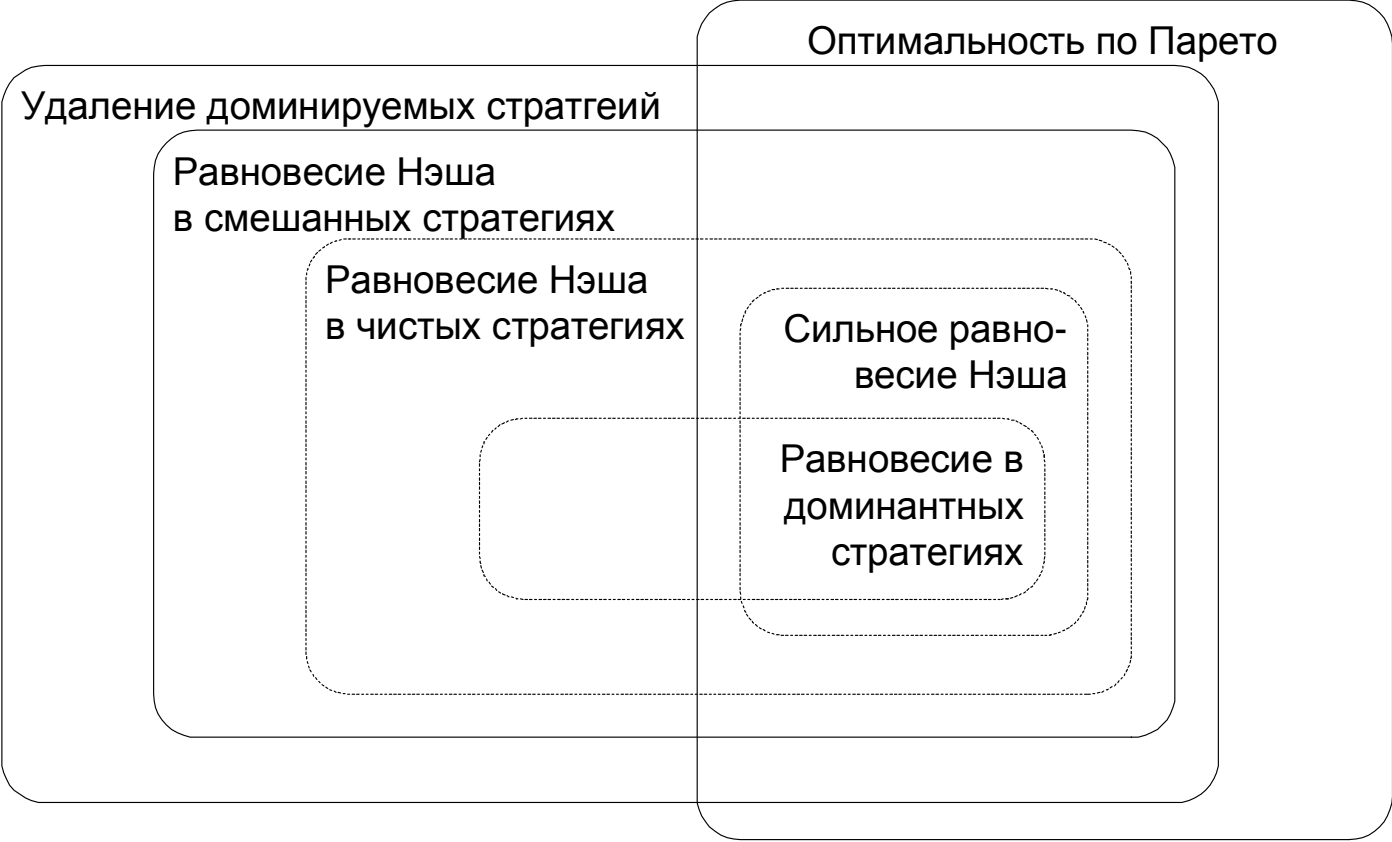 Оптимальность по Парето
Удаление доминируемых стратгеий
Равновесие Нэша
в смешанных стратегиях
Равновесие Нэша
в чистых стратегиях
Сильное равно-
весие Нэша
Равновесие в
доминантных
стратегиях